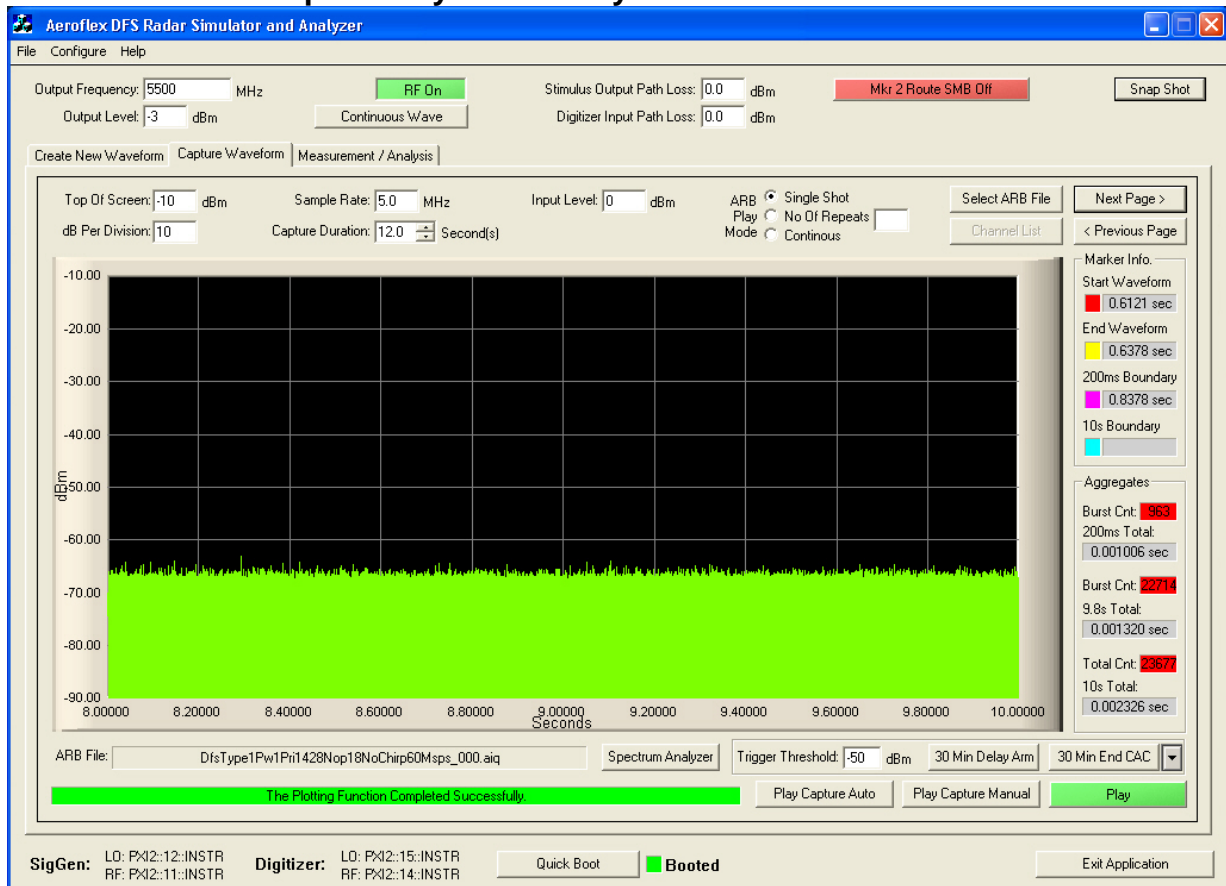 Aeroflex DFS Radar Simulator and Analyzer
File Configure Help
Output Frequency: 5500 MHz RF On Stimulus Output Path Loss: 0.0 dBm Mkr 2 Route SMB Off Snap Shot
Output Level: -3 dBm Continuous Wave Digitizer Input Path Loss: 0.0 dBm
Create New Waveform Capture Waveform Measurement / Analysis
Top Of Screen: -10 dBm Sample Rate: 5.0 MHz Input Level: 0 dBm ARB Play Mode Single Shot Select ARB File Next Page >
dB Per Division: 10 Capture Duration: 12.0 Second(s) No Of Repeats Continous Channel List < Previous Page
Marker Info.
Start Waveform
0.6121 sec
End Waveform
0.6378 sec
200ms Boundary
0.8378 sec
10s Boundary
Aggregates
Burst Cnt: 963
200ms Total:
0.001006 sec
Burst Cnt: 22714
9.8s Total:
0.001320 sec
Total Cnt: 23677
10s Total:
0.002326 sec
-10.00
-20.00
-30.00
-40.00
-50.00
-60.00
-70.00
-80.00
-90.00
dBm
8.00000 8.20000 8.40000 8.60000 8.80000 9.00000 9.20000 9.40000 9.60000 9.80000 10.00000
Seconds
ARB File: DfsType1Pw1Pri1428Nop18NoChirp60Msps_000.aiq Spectrum Analyzer Trigger Threshold: -50 dBm 30 Min Delay Arm 30 Min End CAC
The Plotting Function Completed Successfully. Play Capture Auto Play Capture Manual Play
SigGen: LO: PXI2::12::INSTR Digitizer: LO: PXI2::15::INSTR Quick Boot Booted Exit Application
RF: PXI2::11::INSTR RF: PXI2::14::INSTR